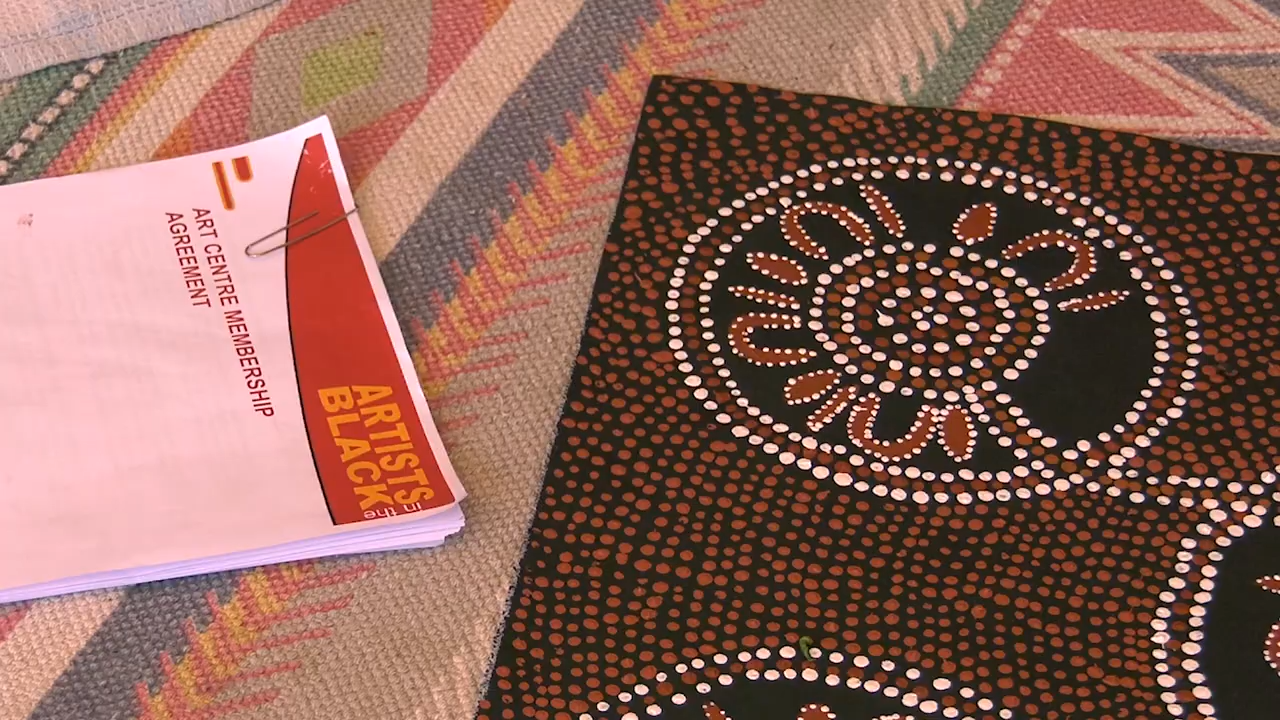 ARTISTS
in the
BLACK
ART CENTRE MEMBERSHIP
AGREEMENT